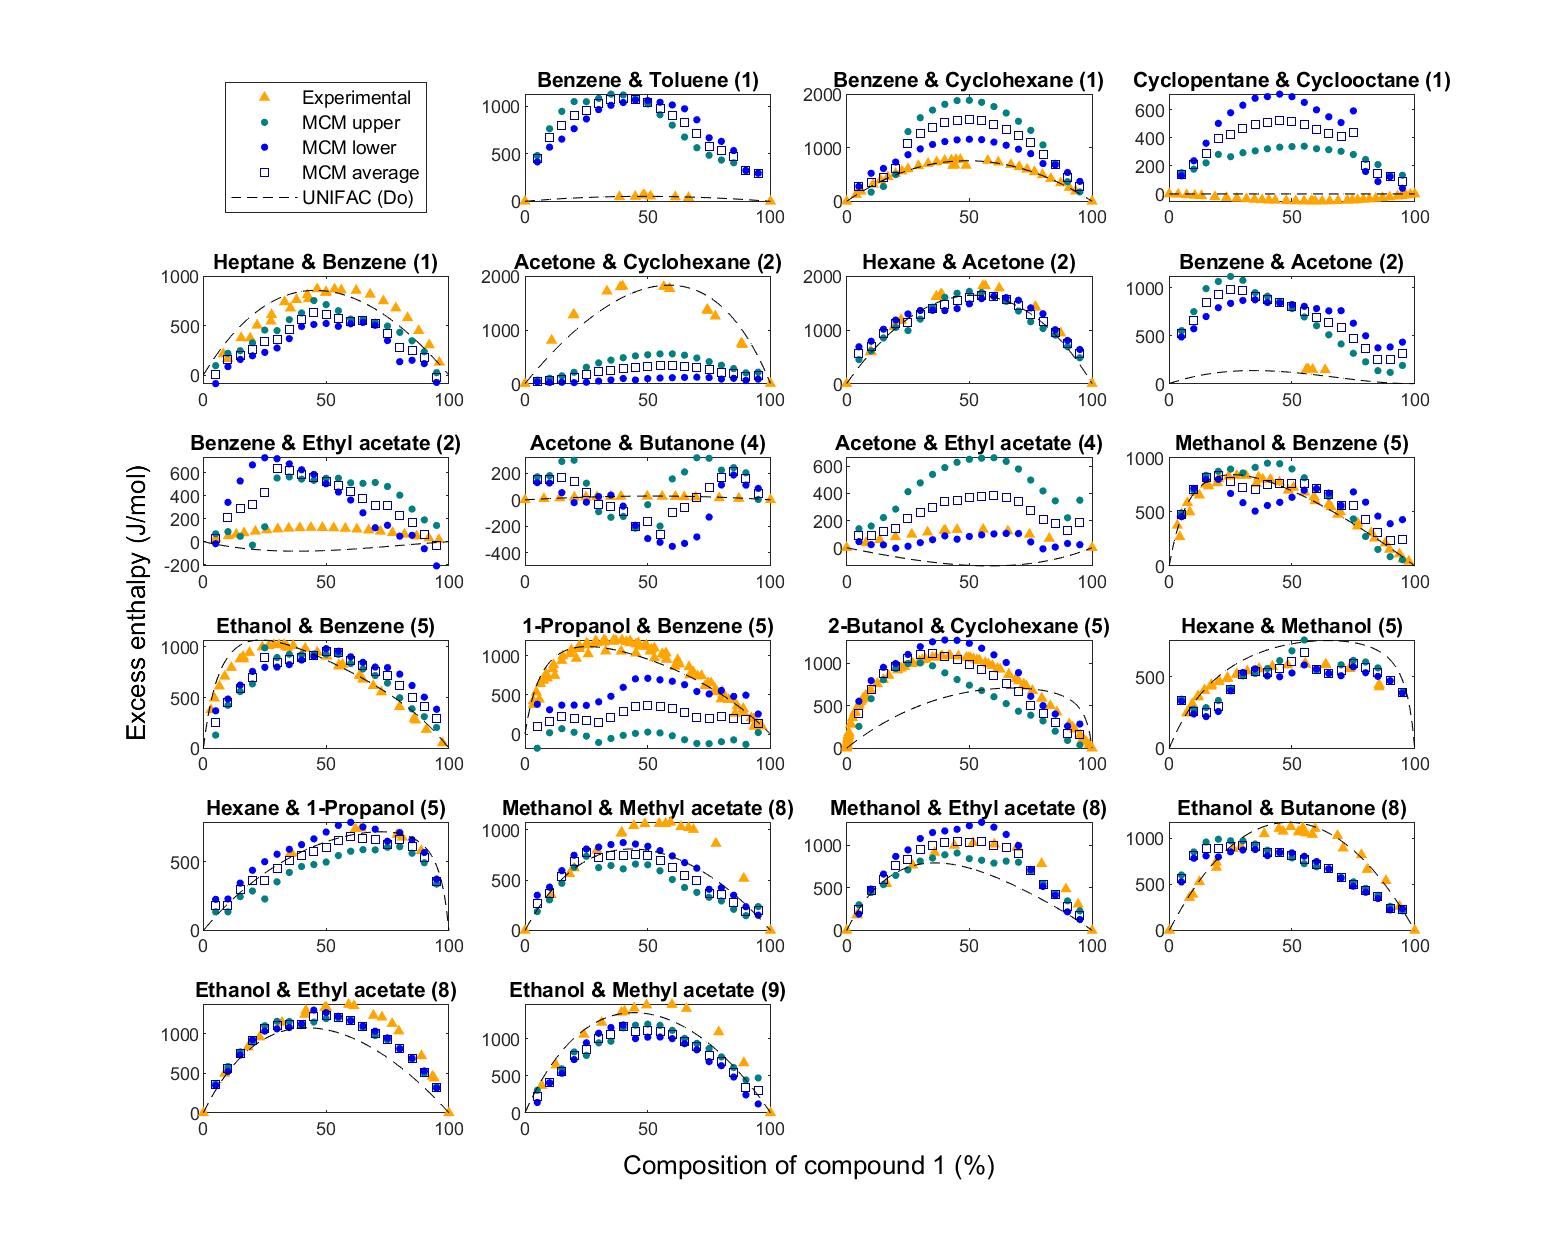 Experimental
MCM upper
MCM lower
MCM average
UNIFAC (Do)
Benzene & Toluene (1)
1000
500
0
0 50 100
Benzene & Cyclohexane (1)
2000
1000
0
0 50 100
Cyclopentane & Cyclooctane (1)
600
400
200
0
0 50 100
Heptane & Benzene (1)
1000
500
0
0 50 100
Acetone & Cyclohexane (2)
2000
1000
0
0 50 100
Hexane & Acetone (2)
2000
1000
0
0 50 100
Benzene & Acetone (2)
1000
500
0
0 50 100
Benzene & Ethyl acetate (2)
600
400
200
0
-200
0 50 100
Acetone & Butanone (4)
200
0
-200
-400
0 50 100
Acetone & Ethyl acetate (4)
600
400
200
0
0 50 100
Methanol & Benzene (5)
1000
500
0
0 50 100
Ethanol & Benzene (5)
1000
500
0
0 50 100
1-Propanol & Benzene (5)
1000
500
0
0 50 100
2-Butanol & Cyclohexane (5)
1000
500
0
0 50 100
Hexane & Methanol (5)
500
0
0 50 100
Hexane & 1-Propanol (5)
500
0
0 50 100
Methanol & Methyl acetate (8)
1000
500
0
0 50 100
Methanol & Ethyl acetate (8)
1000
500
0
0 50 100
Ethanol & Butanone (8)
1000
500
0
0 50 100
Ethanol & Ethyl acetate (8)
1000
500
0
0 50 100
Ethanol & Methyl acetate (9)
1000
500
0
0 50 100
Excess enthalpy (J/mol)
Composition of compound 1 (%)